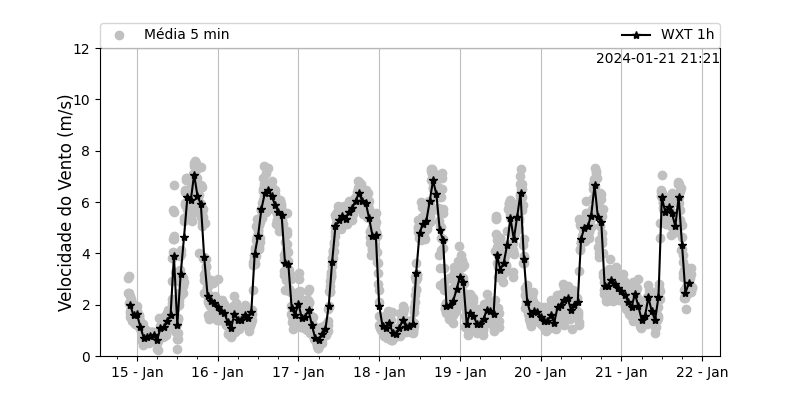 Média 5 min
WXT 1h
2024-01-21 21:21
Velocidade do Vento (m/s)
12
10
8
6
4
2
0
15 - Jan
16 - Jan
17 - Jan
18 - Jan
19 - Jan
20 - Jan
21 - Jan
22 - Jan